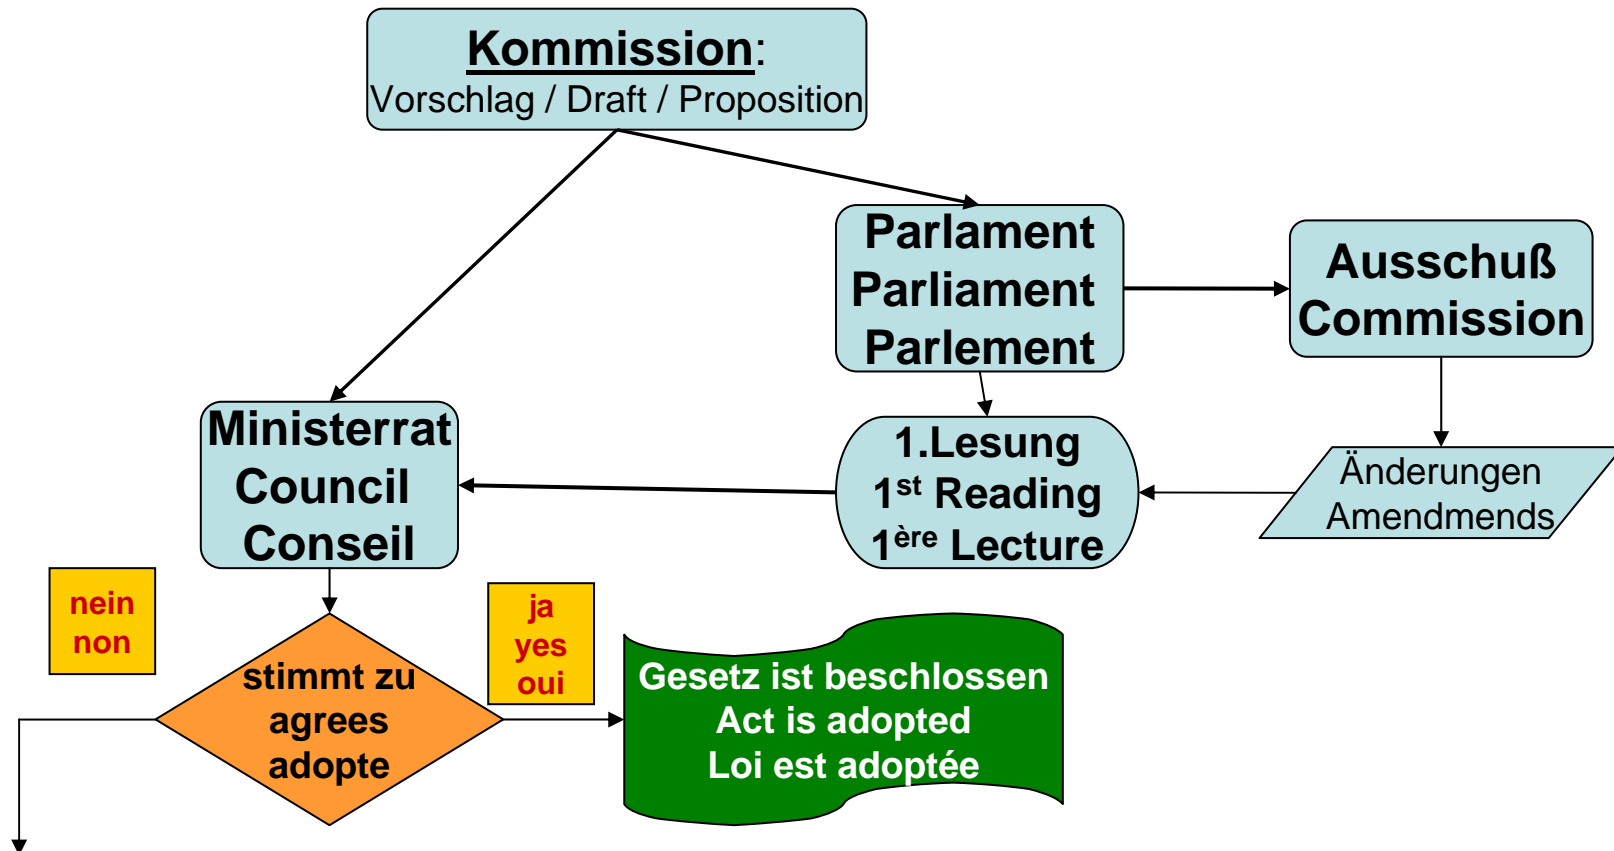 Kommission:
Vorschlag / Draft / Proposition
Parlament
Parliament
Parlement
Ausschuß
Commission
Ministerrat
Council
Conseil
1.Lesung
1st Reading
1ère Lecture
Änderungen
Amendmends
nein
non
ja
yes
oui
stimmt zu
agrees
adopte
Gesetz ist beschlossen
Act is adopted
Loi est adoptée